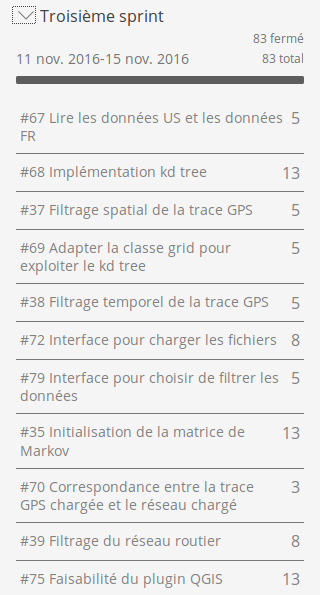 Troisième sprint
83 fermé
11 nov. 2016-15 nov. 2016 83 total
#67 Lire les données US et les données 5
FR
#68 Implémentation kd tree 13
#37 Filtrage spatial de la trace GPS 5
#69 Adapter la classe grid pour 5
exploiter le kd tree
#38 Filtrage temporel de la trace GPS 5
#72 Interface pour charger les fichiers 8
#79 Interface pour choisir de filtrer les 5
données
#35 Initialisation de la matrice de 13
Markov
#70 Correspondance entre la trace 3
GPS chargée et le réseau chargé
#39 Filtrage du réseau routier 8
#75 Faisabilité du plugin QGIS 13